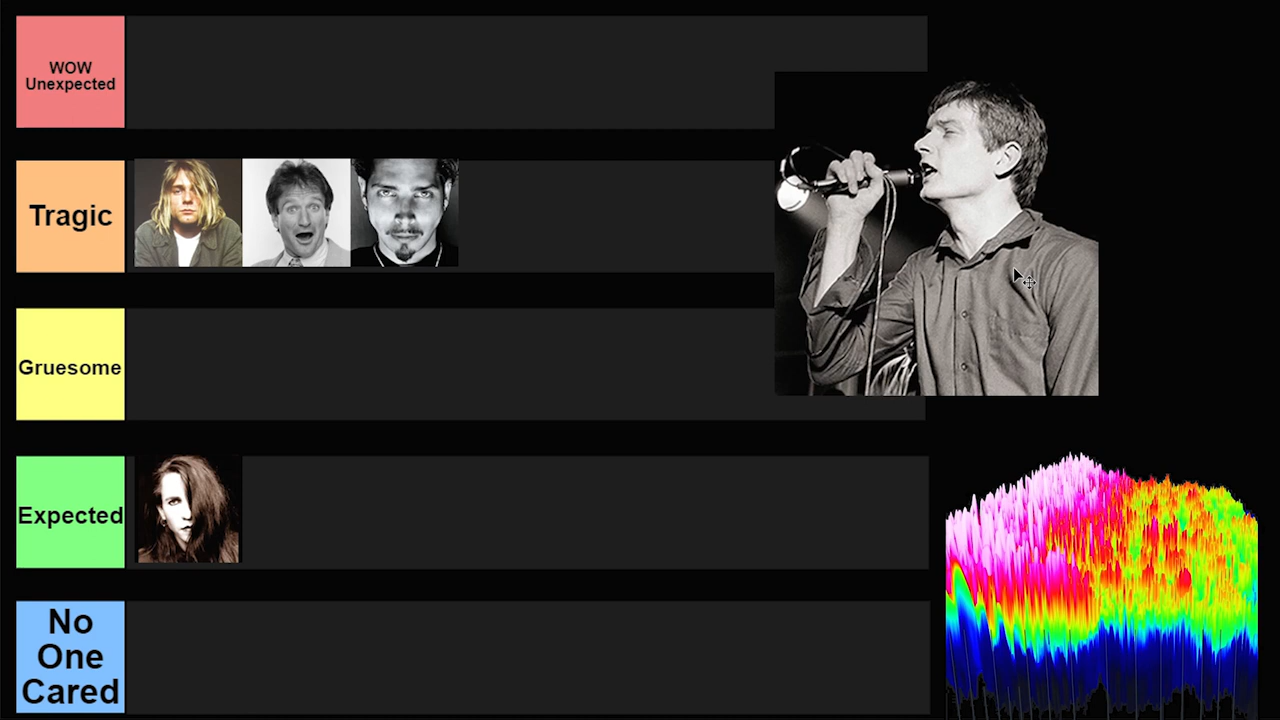 WOW
Unexpected
Tragic
Gruesome
Expected
No
One
Cared